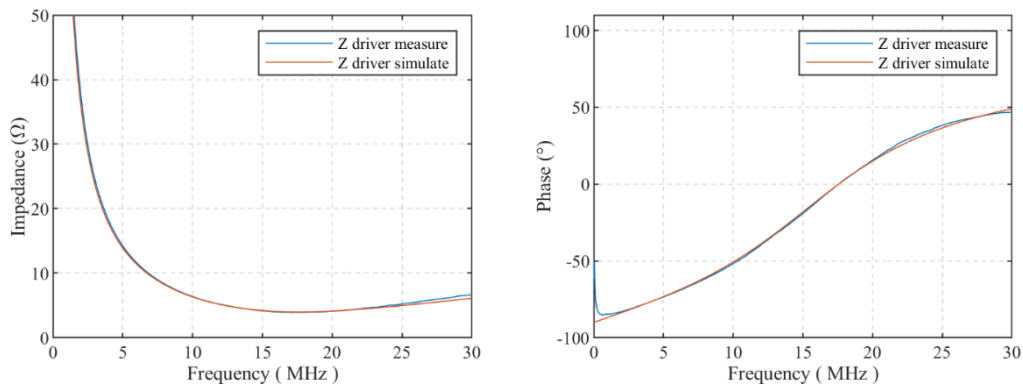 50
40
30
20
10
0
Impedance (Ω)
0 5 10 15 20 25 30
Frequency ( MHz)
Z driver measure
Z driver simulate
100
50
0
-50
-100
Phase (°)
0 5 10 15 20 25 30
Frequency ( MHz)
Z driver measure
Z driver simulate